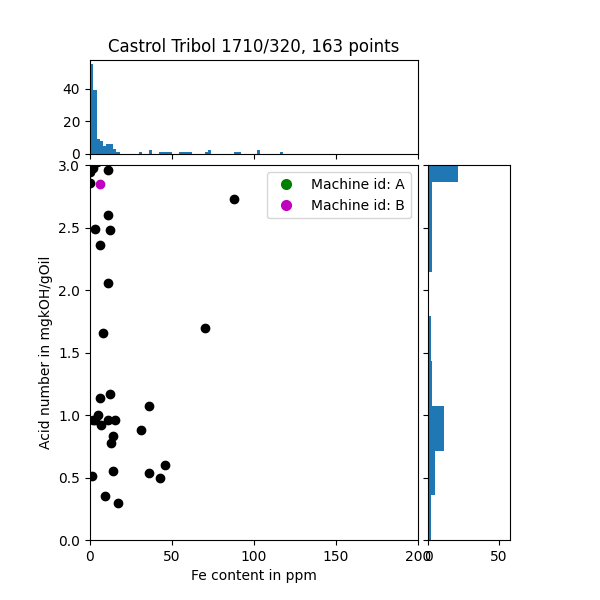 Castrol Tribol 1710/320, 163 points
40
20
0
3.0
2.5
2.0
1.5
1.0
0.5
0.0
Acid number in mgkOH/gOil
Machine id: A
Machine id: B
0 50 100 150 200
0 50
Fe content in ppm